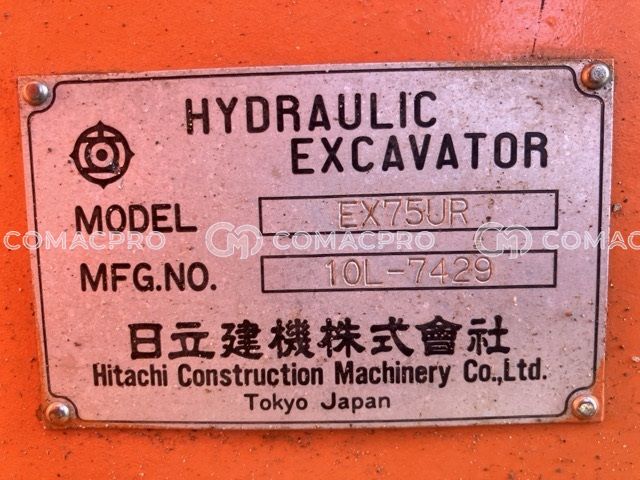 HYDRAULIC
EXCAVATOR
MODEL EX75UR
COMACPRO COMACPRO COMAC
MFG.NO. 10L-7429
日立建機株式會社
Hitachi Construction Machinery Co.,Ltd.
Tokyo Japan